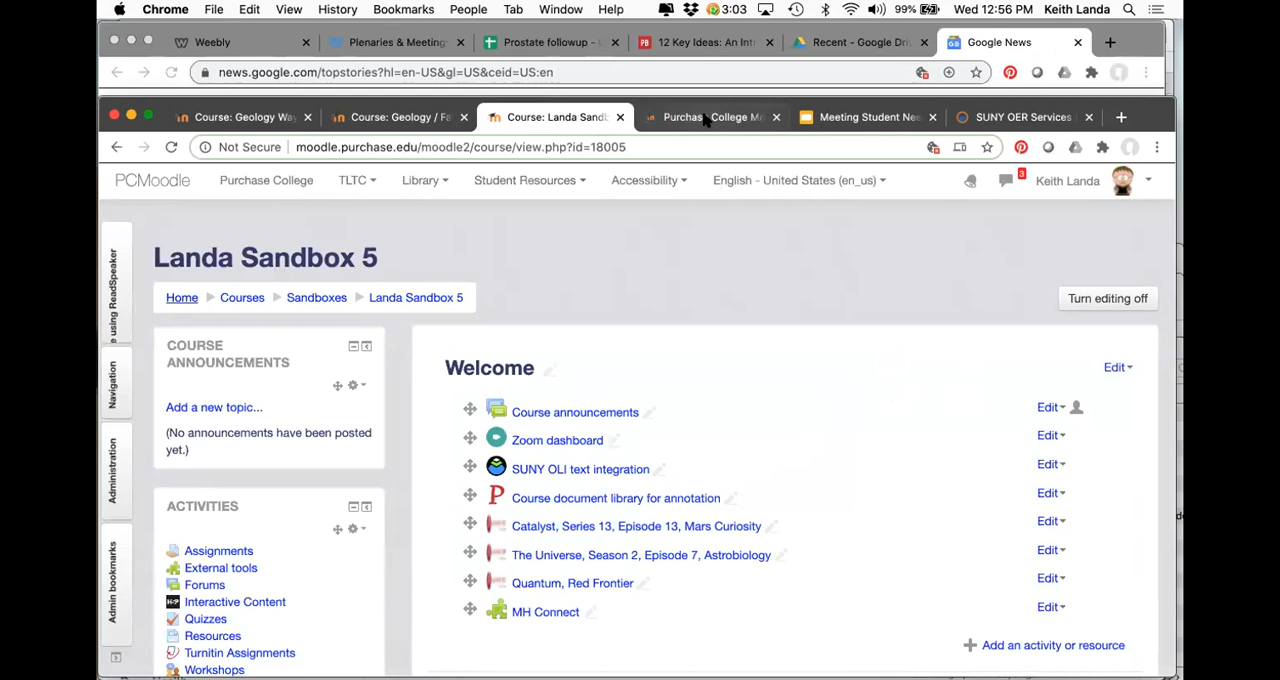 Chrome File Edit View History Bookmarks People Tab Window Help 3:03 99% Wed 12:56 PM Keith Landa
Weebly Plenaries & Meeting Prostate followup - 12 Key Ideas: An Int Recent - Google Dri Google News
news.google.com/topstories?hl=en-US&gl=US&ceid=US:en
Course: Geology Wa Course: Geology / Fa Course: Landa Sandb Purchase College Mo Meeting Student Nee SUNY OER Services
Not Secure moodle.purchase.edu/moodle2/course/view.php?id=18005
PCMoodle Purchase College TLTC Library Student Resources Accessibility English - United States (en_us) 3 Keith Landa
Landa Sandbox 5
Home Courses Sandboxes Landa Sandbox 5
Turn editing off
e using ReadSpeaker
Navigation
Administration
Admin bookmarks
COURSE
ANNOUNCEMENTS
Add a new topic...
(No announcements have been posted
yet.)
ACTIVITIES
Assignments
External tools
Forums
H-P Interactive Content
Quizzes
Resources
Turnitin Assignments
Workshops
Welcome Edit
Course announcements Edit
Zoom dashboard Edit
SUNY OLI text integration Edit
Course document library for annotation Edit
Catalyst, Series 13, Episode 13, Mars Curiosity Edit
The Universe, Season 2, Episode 7, Astrobiology Edit
Quantum, Red Frontier Edit
MH Connect Edit
Add an activity or resource